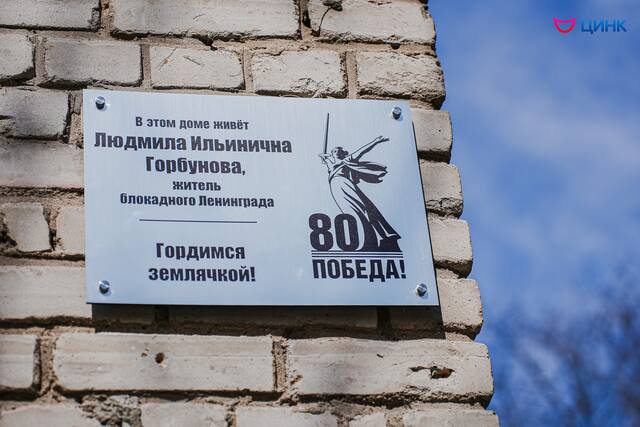 ЦИНК
В этом доме живёт
Людмила Ильинична
Горбунова,
житель
блокадного Ленинграда
Гордимся
землячкой!
80
ПОБЕДА!